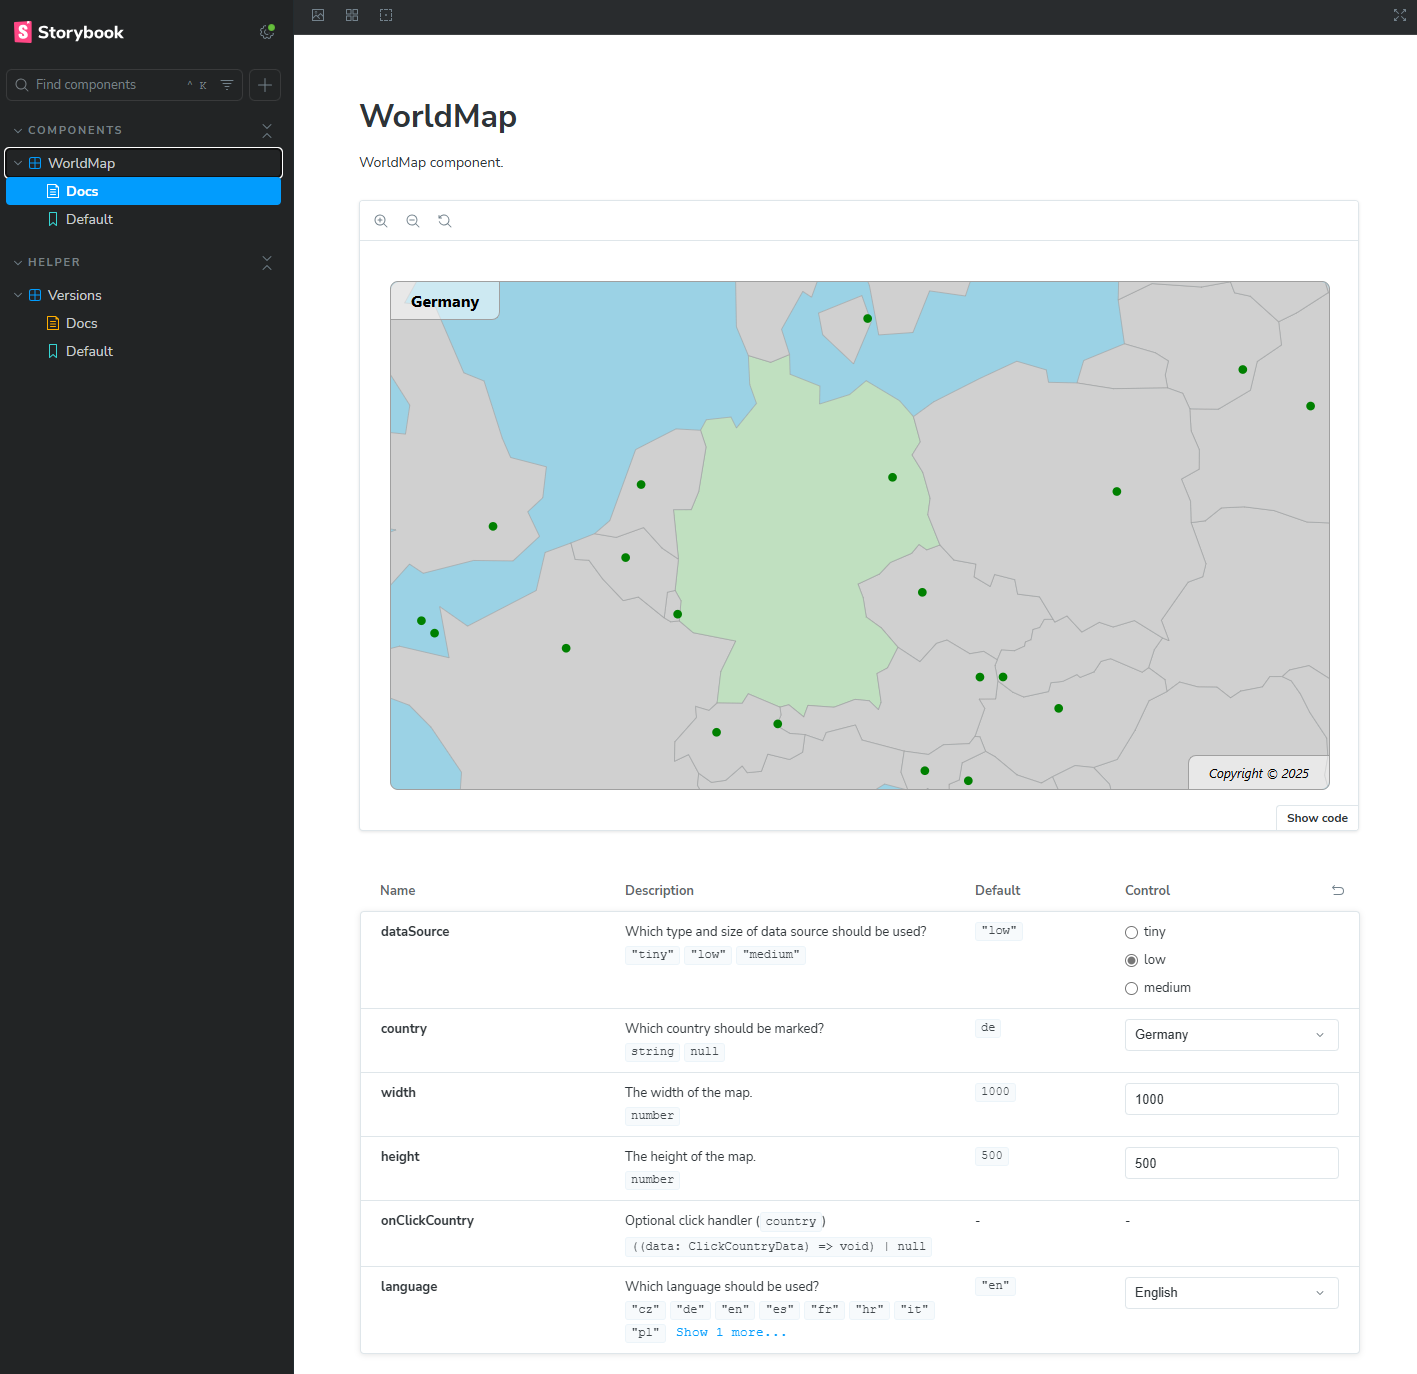 Storybook
Find components
^ K
COMPONENTS
WorldMap
Docs
Default
HELPER
Versions
Docs
Default
WorldMap
WorldMap component.
Germany
Copyright © 2025
Show code
Name Description Default Control
dataSource Which type and size of data source should be used? "low" tiny
"tiny" "low" "medium"
low
medium
country Which country should be marked? de Germany
string null
width The width of the map. 1000 1000
number
height The height of the map. 500 500
number
onClickCountry Optional click handler ( country ) - -
((data: ClickCountryData) => void) | null
language Which language should be used? "en" English
"cz" "de" "en" "es" "fr" "hr" "it"
"pl" Show 1 more...